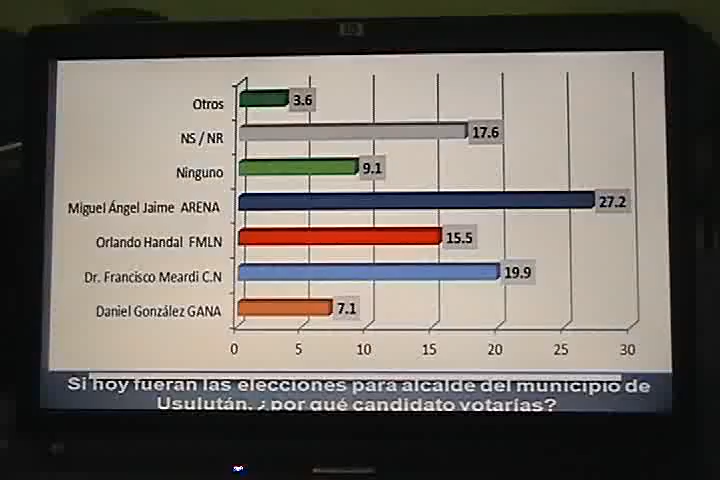 hp
Otros 3.6
NS / NR 17.6
Ninguno 9.1
Miguel Ángel Jaime ARENA 27.2
Orlando Handal FMLN 15.5
Dr. Francisco Meardi C.N 19.9
Daniel González GANA 7.1
0 5 10 15 20 25 30
Si hoy fueran las elecciones para alcalde del municipio de
Usulután, ¿por qué candidato votarías?